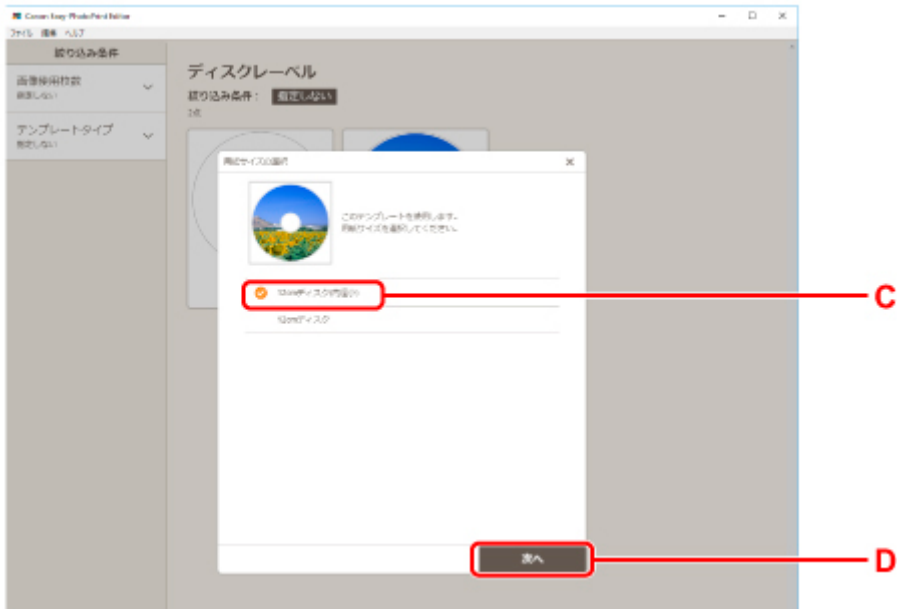 Canon Easy-PhotoPrint Editor
ファイル 編集 ヘルプ
絞り込み条件
画像使用枚数
指定しない
テンプレートタイプ
指定しない
ディスクレーベル
絞り込み条件： 指定しない
2点
用紙サイズの選択
このテンプレートを使用します。
用紙サイズを選択してください。
12cmディスク(内径小)
12cmディスク
次へ
C
D